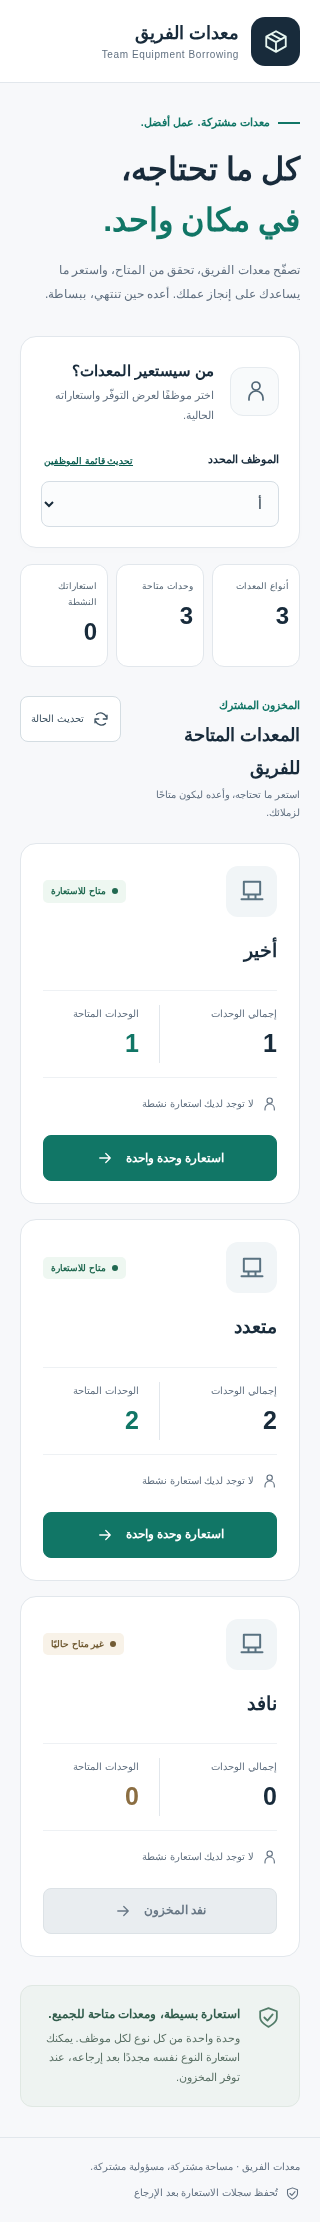 معدات الفريق
Team Equipment Borrowing
معدات مشتركة. عمل أفضل.
كل ما تحتاجه،
في مكان واحد.
تصفّح معدات الفريق، تحقق من المتاح، واستعر ما
يساعدك على إنجاز عملك. أعده حين تنتهي، ببساطة.
من سيستعير المعدات؟
اختر موظفًا لعرض التوفّر واستعاراته
الحالية.
الموظف المحدد
تحديث قائمة الموظفين
أ
أنواع المعدات
3
وحدات متاحة
3
استعاراتك
النشطة
0
المخزون المشترك
المعدات المتاحة
للفريق
استعر ما تحتاجه، وأعده ليكون متاحًا
لزملائك.
تحديث الحالة
متاح للاستعارة
أخير
إجمالي الوحدات
1
الوحدات المتاحة
1
لا توجد لديك استعارة نشطة
استعارة وحدة واحدة
متاح للاستعارة
متعدد
إجمالي الوحدات
2
الوحدات المتاحة
2
لا توجد لديك استعارة نشطة
استعارة وحدة واحدة
غير متاح حاليًا
نافد
إجمالي الوحدات
0
الوحدات المتاحة
0
لا توجد لديك استعارة نشطة
نفد المخزون
استعارة بسيطة، ومعدات متاحة للجميع.
وحدة واحدة من كل نوع لكل موظف. يمكنك
استعارة النوع نفسه مجددًا بعد إرجاعه، عند
توفر المخزون.
معدات الفريق · مساحة مشتركة، مسؤولية مشتركة.
تُحفظ سجلات الاستعارة بعد الإرجاع